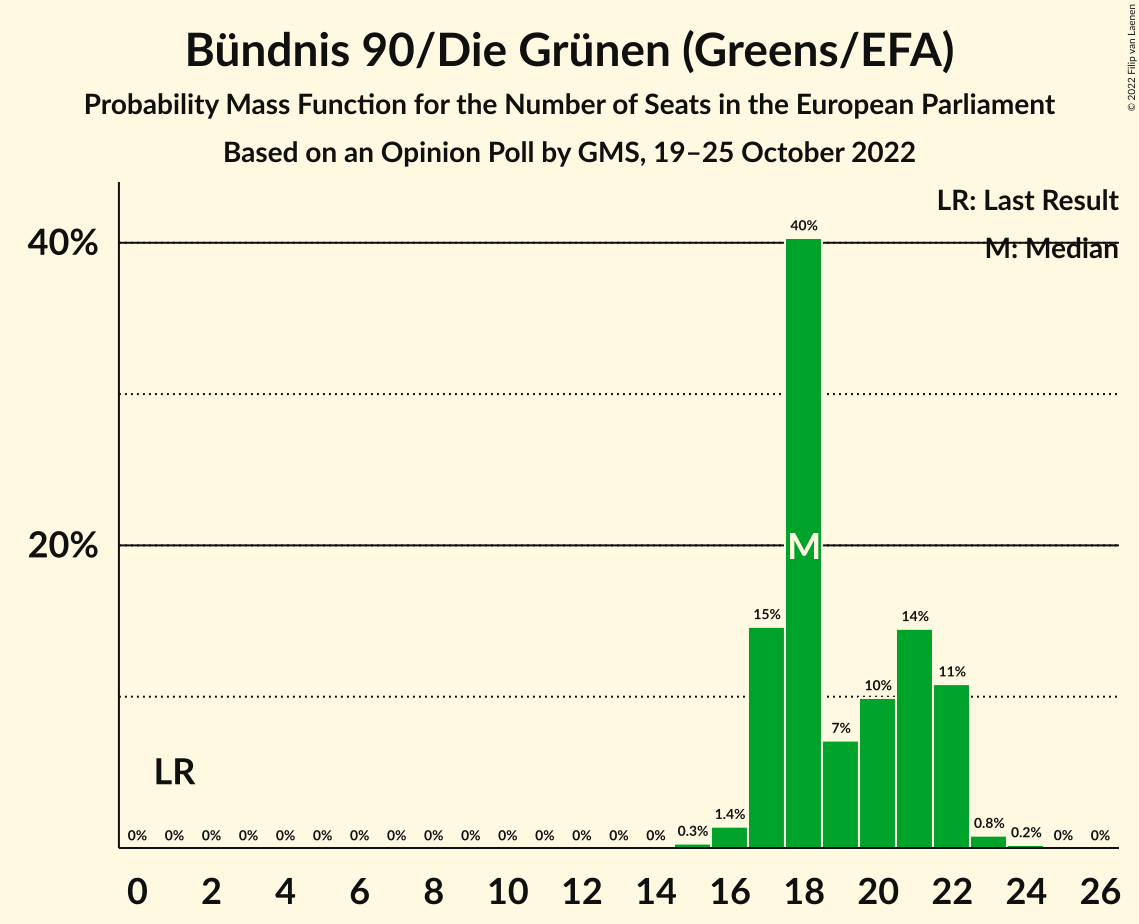 Bündnis 90/Die Grünen (Greens/EFA)
Probability Mass Function for the Number of Seats in the European Parliament
Based on an Opinion Poll by GMS, 19–25 October 2022
© 2022 Filip van Laenen
LR: Last Result
M: Median
40%
20%
40%
M
15%
14%
11%
10%
7%
LR
1.4%
0.8%
0.3%
0.2%
0% 0% 0% 0% 0% 0% 0% 0% 0% 0% 0% 0% 0% 0% 0% 0% 0%
0 2 4 6 8 10 12 14 16 18 20 22 24 26